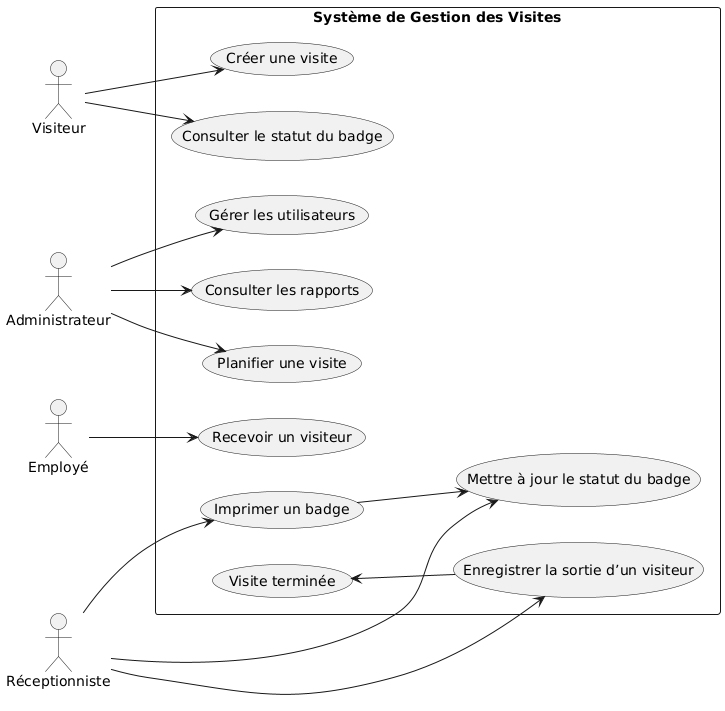 Système de Gestion des Visites
Créer une visite
Visiteur
Consulter le statut du badge
Gérer les utilisateurs
Consulter les rapports
Administrateur
Planifier une visite
Recevoir un visiteur
Employé
Mettre à jour le statut du badge
Imprimer un badge
Enregistrer la sortie d’un visiteur
Visite terminée
Réceptionniste